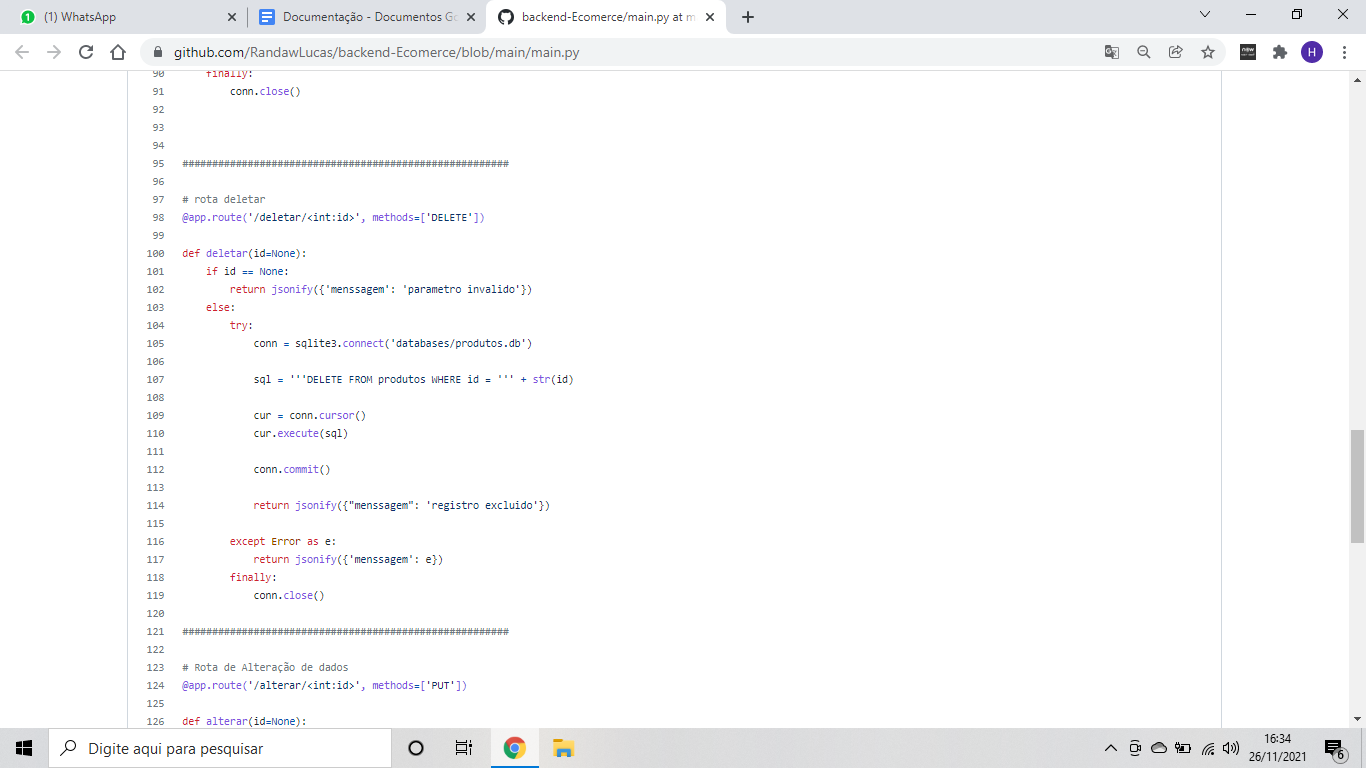 (1) WhatsApp
Documentação - Documentos Go
backend-Ecomerce/main.py at m
github.com/RandawLucas/backend-Ecomerce/blob/main/main.py
H
90 finally:
91 conn.close()
92
93
94
95 #######################################################
96
97 # rota deletar
98 @app.route('/deletar/<int:id>', methods=['DELETE'])
99
100 def deletar(id=None):
101 if id == None:
102 return jsonify({'menssagem': 'parametro invalido'})
103 else:
104 try:
105 conn = sqlite3.connect('databases/produtos.db')
106
107 sql = '''DELETE FROM produtos WHERE id = ''' + str(id)
108
109 cur = conn.cursor()
110 cur.execute(sql)
111
112 conn.commit()
113
114 return jsonify({"menssagem": 'registro excluido'})
115
116 except Error as e:
117 return jsonify({'menssagem': e})
118 finally:
119 conn.close()
120
121 #######################################################
122
123 # Rota de Alteração de dados
124 @app.route('/alterar/<int:id>', methods=['PUT'])
125
126 def alterar(id=None):
Digite aqui para pesquisar
16:34
26/11/2021
6